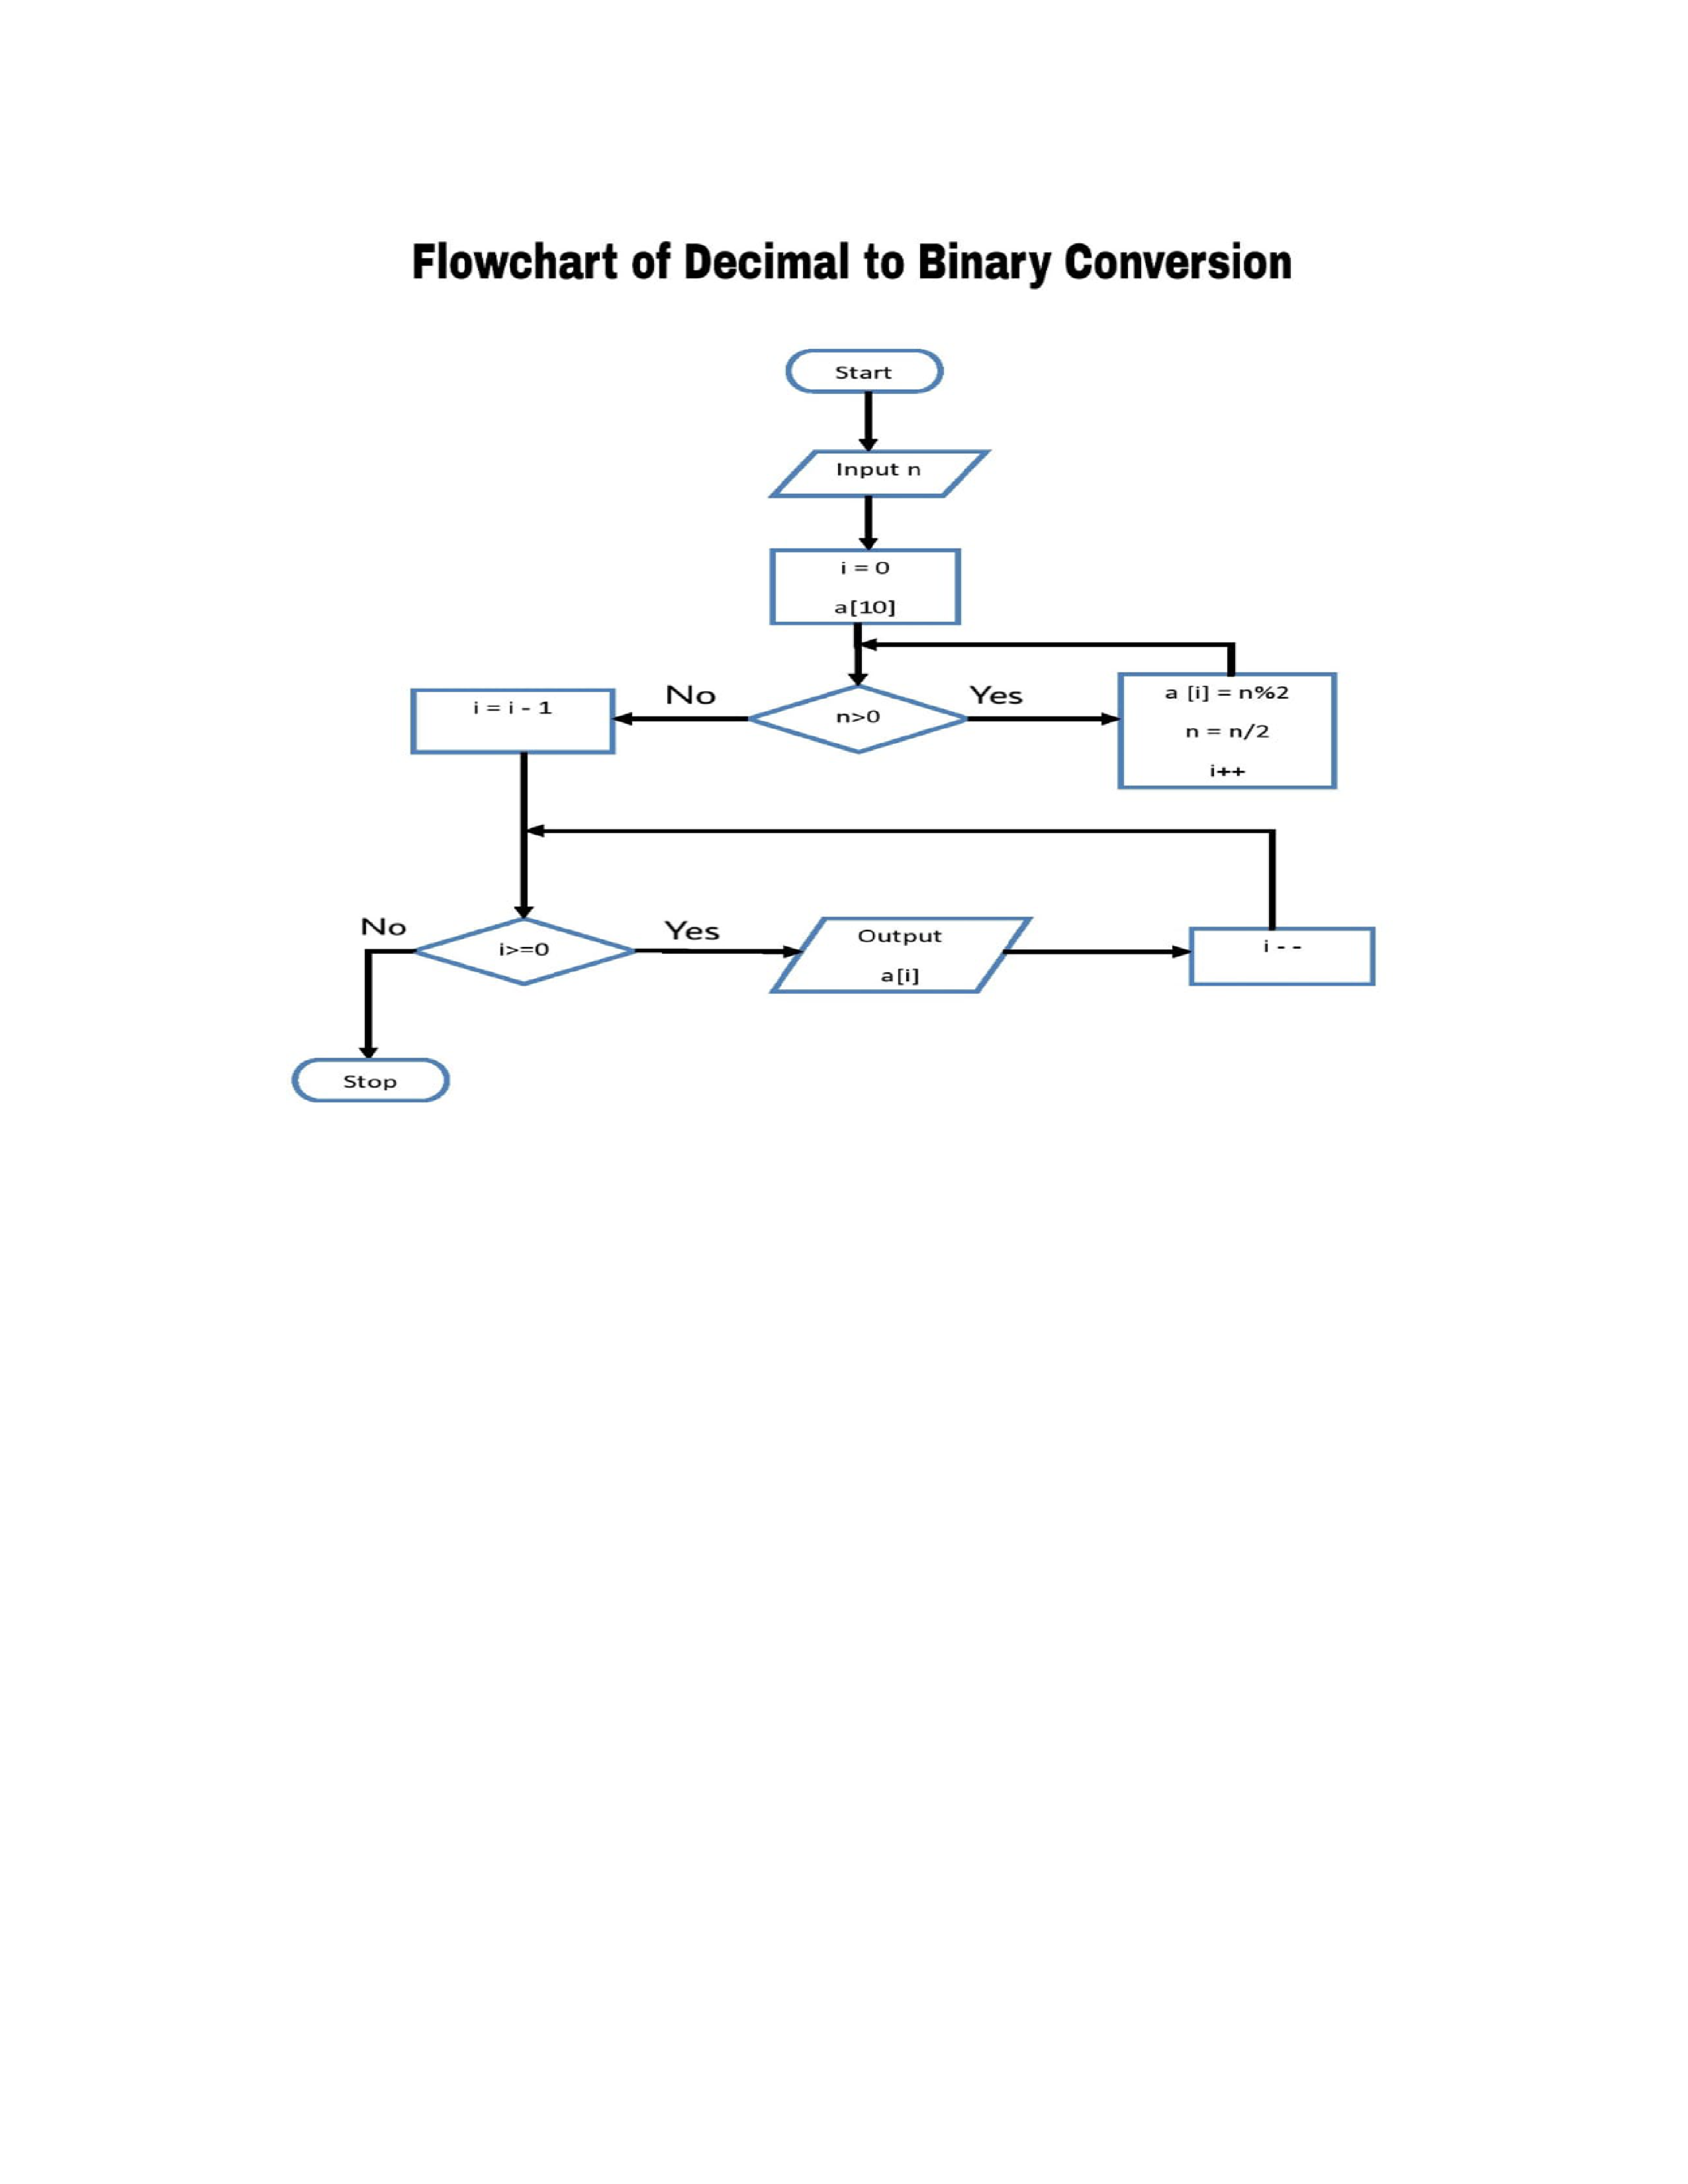 Flowchart of Decimal to Binary Conversion
Start
Input n
i = 0
a[10]
No
n>0
Yes
i = i - 1
a [i] = n%2
n = n/2
i++
No
i>=0
Yes
Output
a[i]
i - -
Stop